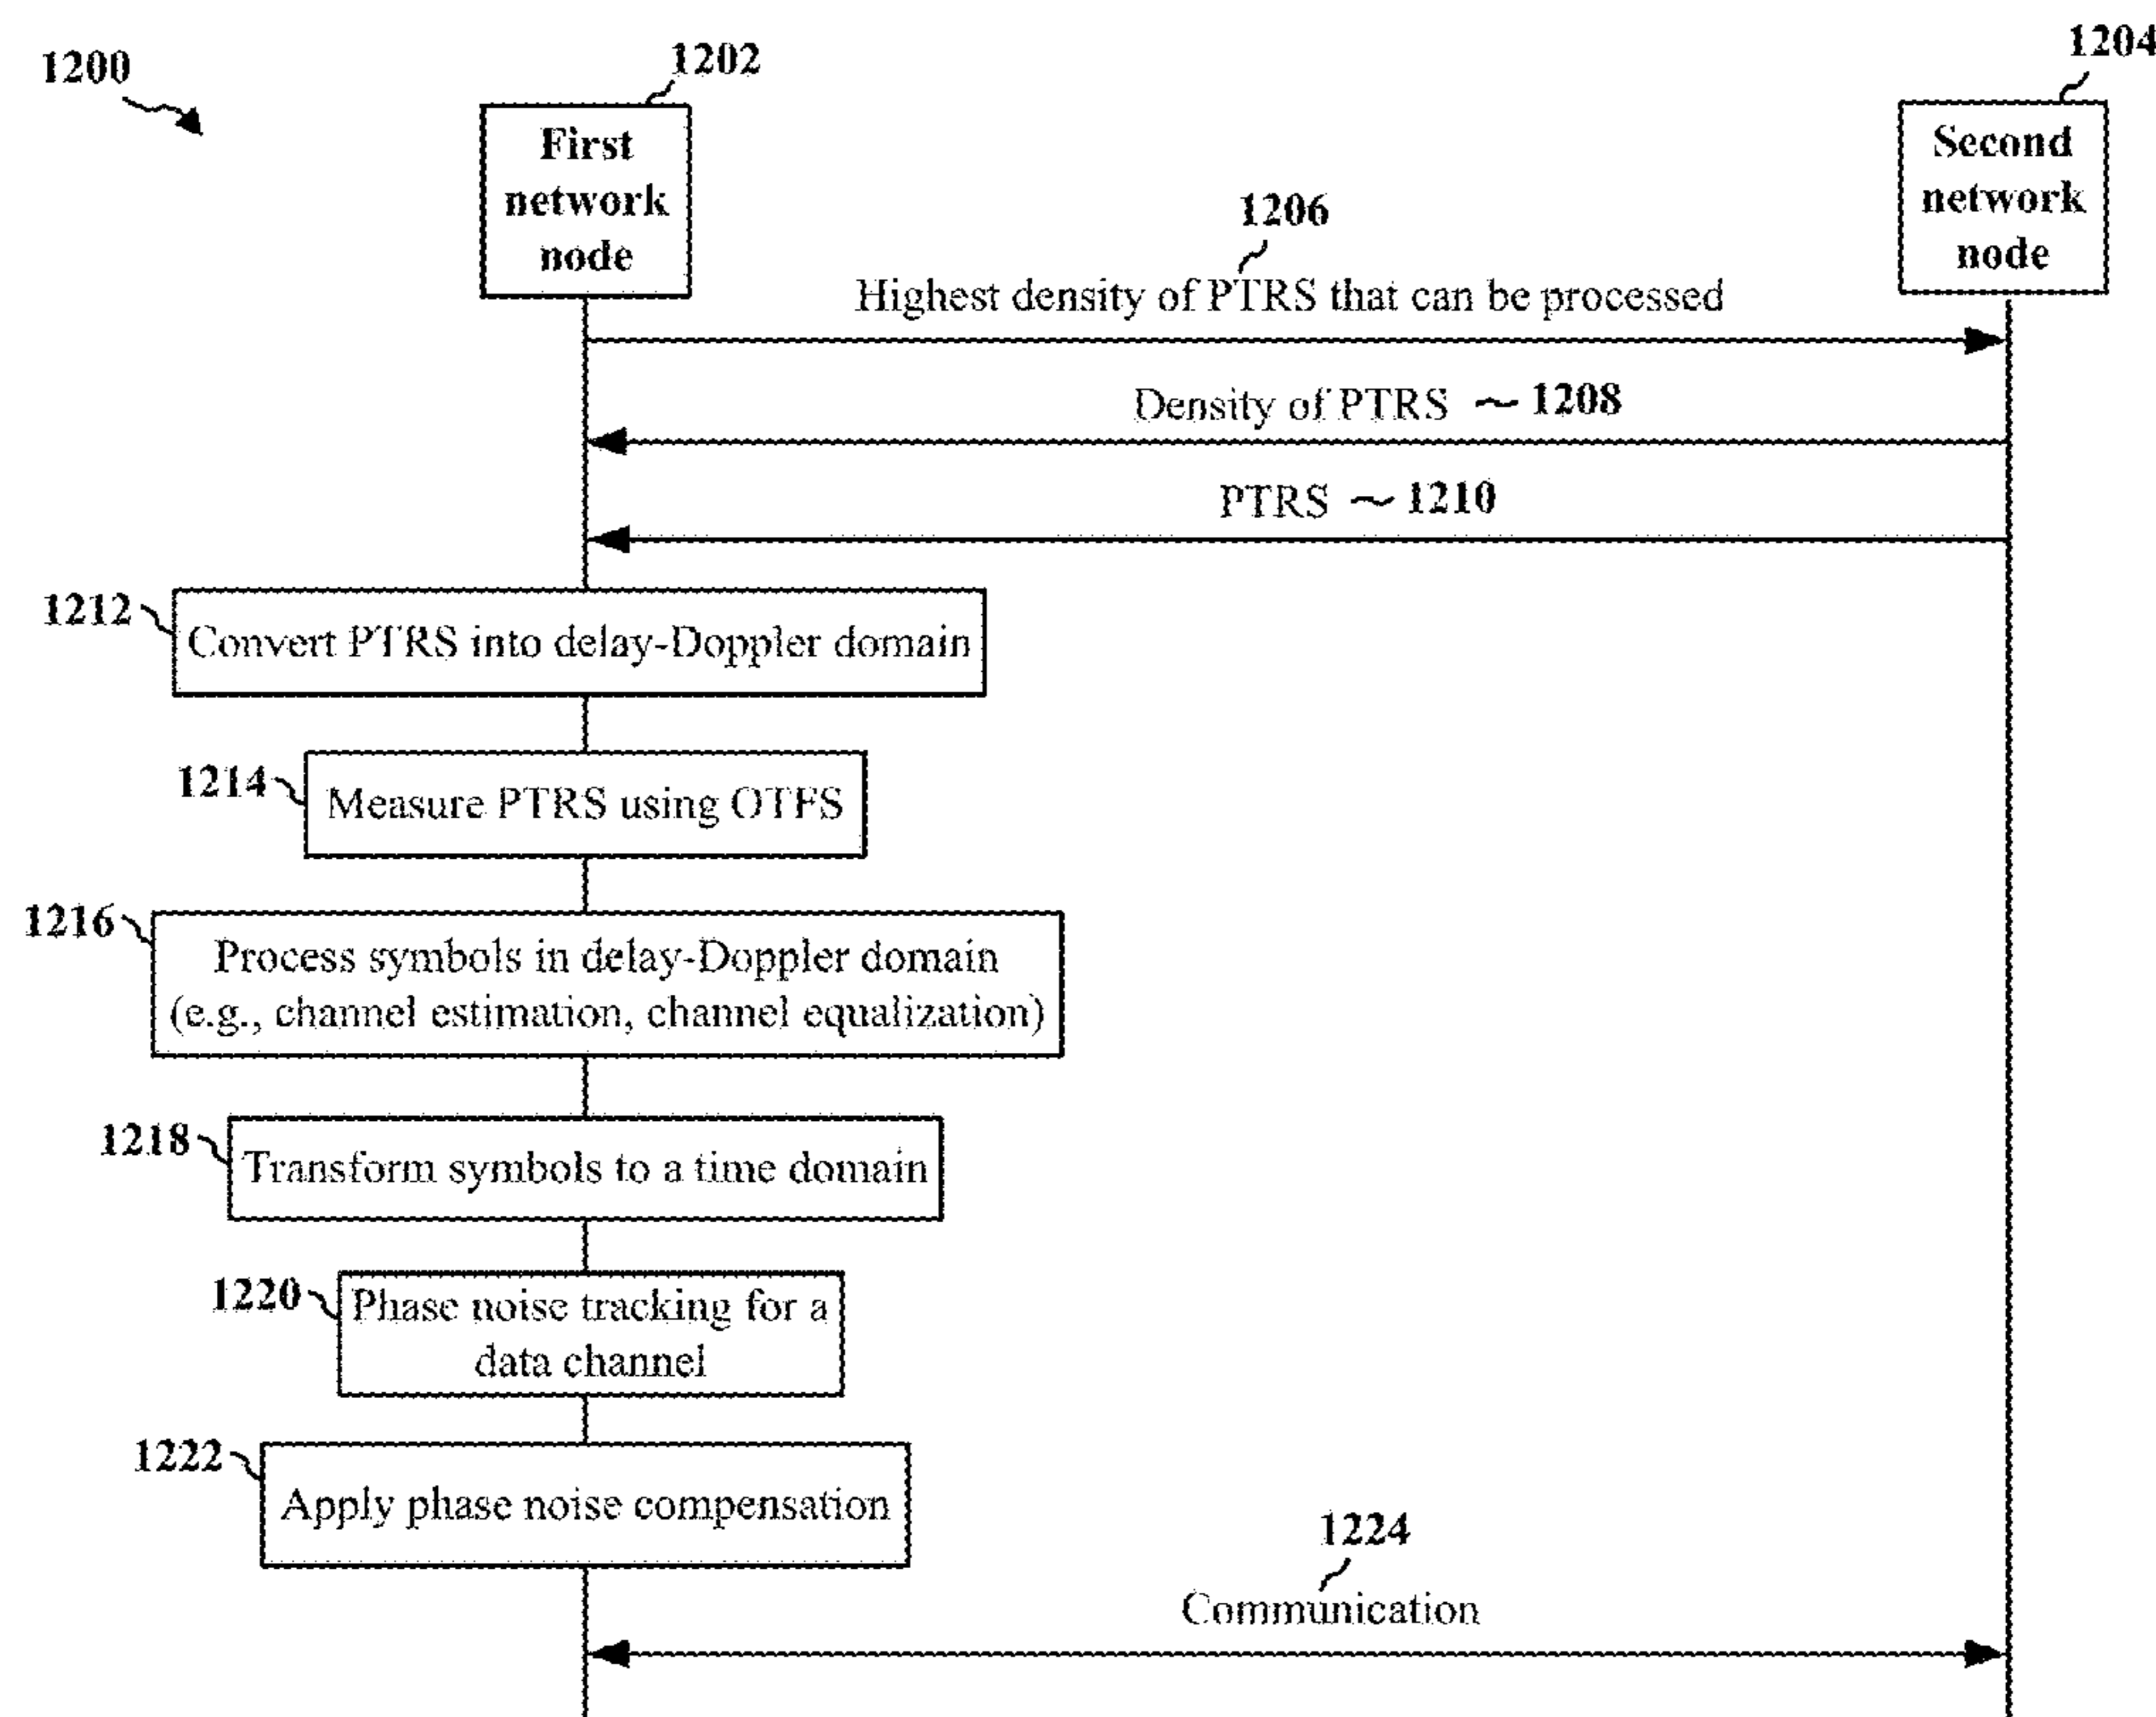 1200
1202
1204
First
network
node
Second
network
node
1206
Highest density of PTRS that can be processed
Density of PTRS ~ 1208
PTRS ~ 1210
1212
Convert PTRS into delay-Doppler domain
1214
Measure PTRS using OTFS
1216
Process symbols in delay-Doppler domain
(e.g., channel estimation, channel equalization)
1218
Transform symbols to a time domain
1220
Phase noise tracking for a
data channel
1222
Apply phase noise compensation
1224
Communication